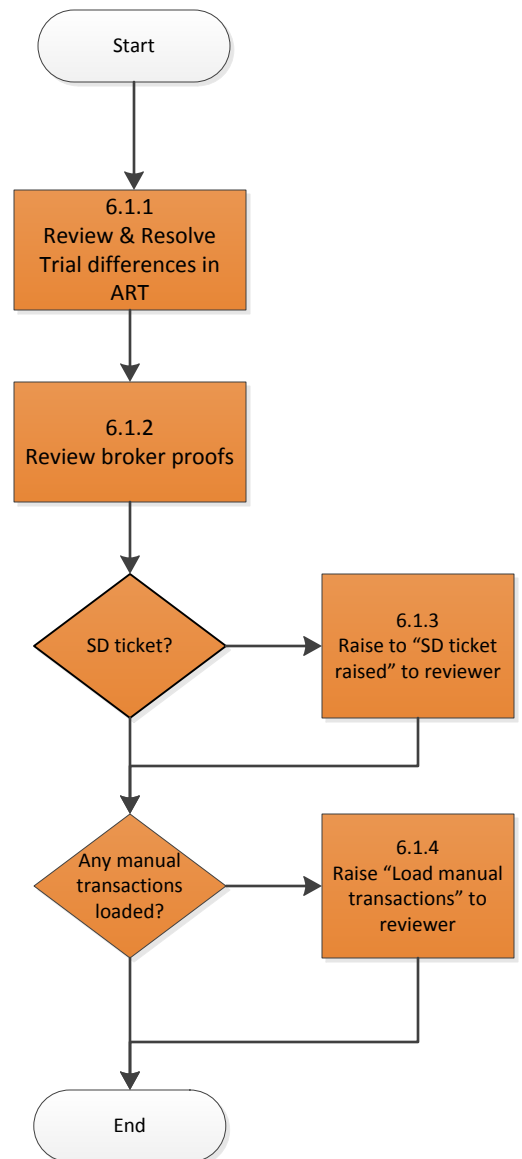 Start
6.1.1
Review & Resolve
Trial differences in
ART
6.1.2
Review broker proofs
SD ticket?
6.1.3
Raise to “SD ticket
raised” to reviewer
Any manual
transactions
loaded?
6.1.4
Raise “Load manual
transactions” to
reviewer
End